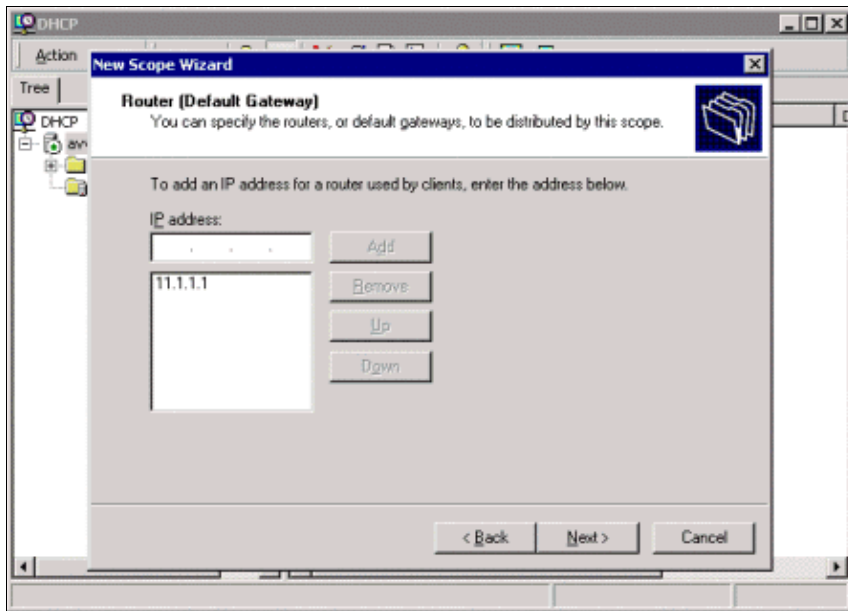 DHCP
Action
New Scope Wizard
Tree
Router (Default Gateway)
You can specify the routers, or default gateways, to be distributed by this scope.
DHCP
To add an IP address for a router used by clients, enter the address below.
IP address:
Add
11.1.1.1
Remove
Up
Down
< Back
Next >
Cancel